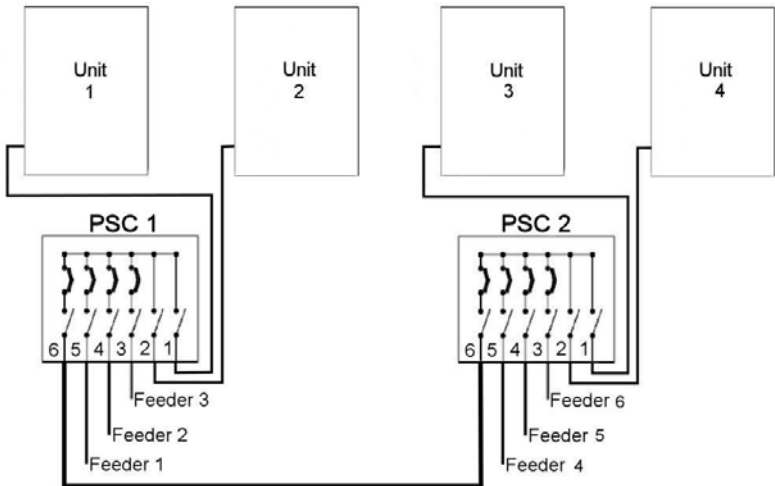 Unit
1
Unit
2
Unit
3
Unit
4
PSC 1
6 5 4 3 2 1
Feeder 3
Feeder 2
Feeder 1
PSC 2
6 5 4 3 2 1
Feeder 6
Feeder 5
Feeder 4